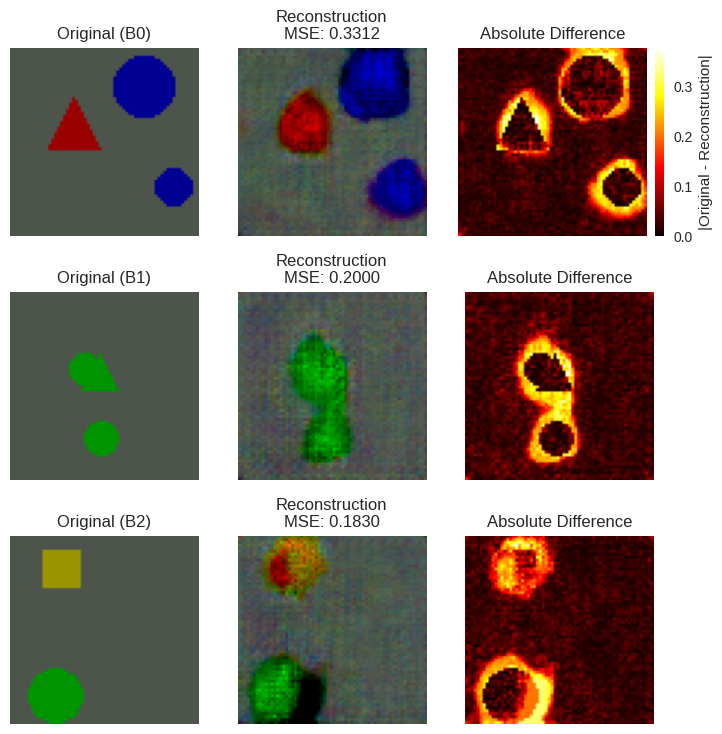 Original (B0)
Reconstruction
MSE: 0.3312
Absolute Difference
0.3
0.2
0.1
0.0
|Original - Reconstruction|
Original (B1)
Reconstruction
MSE: 0.2000
Absolute Difference
Original (B2)
Reconstruction
MSE: 0.1830
Absolute Difference